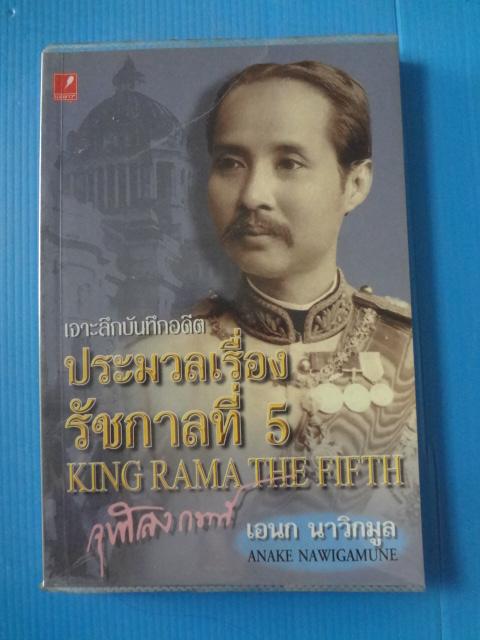 เจาะลึกบันทึกอดีต
ประมวลเรื่อง
รัชกาลที่ 5
KING RAMA THE FIFTH
จุฬาลงกรณ์
เอนก นาวิกมูล
ANAKE NAWIGAMUNE